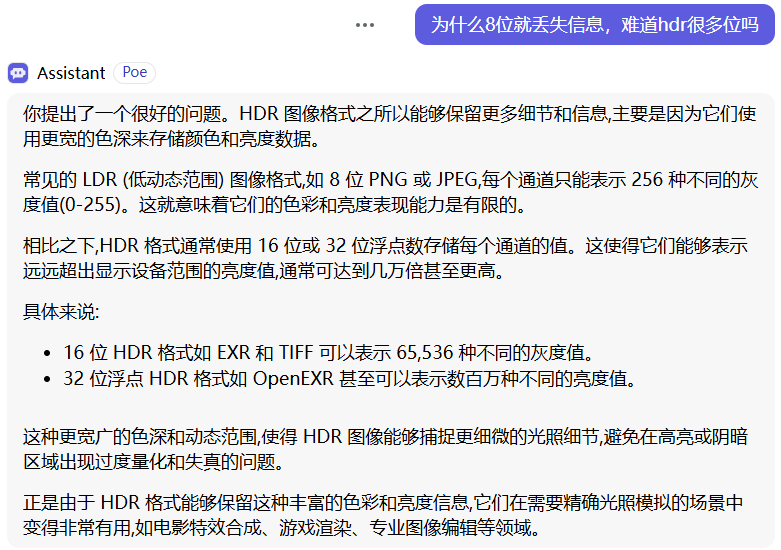 为什么8位就丢失信息，难道hdr很多位吗
Assistant Poe
你提出了一个很好的问题。HDR 图像格式之所以能够保留更多细节和信息,主要是因为它们使
用更宽的色深来存储颜色和亮度数据。
常见的 LDR (低动态范围) 图像格式,如 8 位 PNG 或 JPEG,每个通道只能表示 256 种不同的灰
度值(0-255)。这就意味着它们的色彩和亮度表现能力是有限的。
相比之下,HDR 格式通常使用 16 位或 32 位浮点数存储每个通道的值。这使得它们能够表示
远远超出显示设备范围的亮度值,通常可达到几万倍甚至更高。
具体来说:
• 16 位 HDR 格式如 EXR 和 TIFF 可以表示 65,536 种不同的灰度值。
• 32 位浮点 HDR 格式如 OpenEXR 甚至可以表示数百万种不同的亮度值。
这种更宽广的色深和动态范围,使得 HDR 图像能够捕捉更细微的光照细节,避免在高亮或阴暗
区域出现过度量化和失真的问题。
正是由于 HDR 格式能够保留这种丰富的色彩和亮度信息,它们在需要精确光照模拟的场景中
变得非常有用,如电影特效合成、游戏渲染、专业图像编辑等领域。